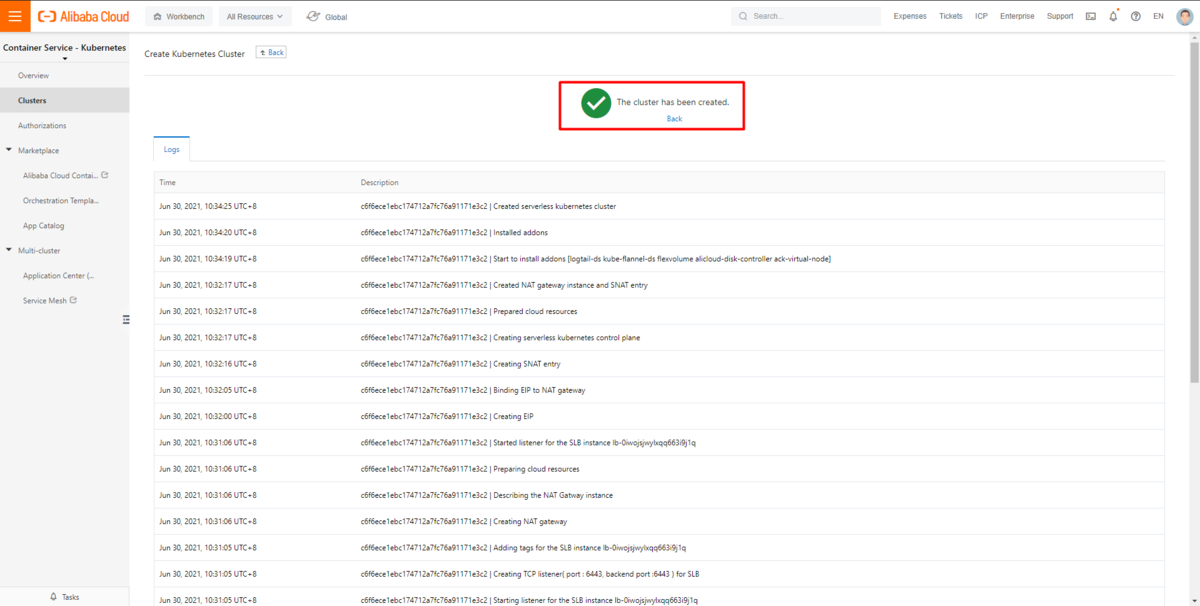 Alibaba Cloud
Workbench
All Resources
Global
Search...
Expenses
Tickets
ICP
Enterprise
Support
EN
Container Service - Kubernetes
Overview
Clusters
Authorizations
Marketplace
Alibaba Cloud Contai...
Orchestration Templa...
App Catalog
Multi-cluster
Application Center (...
Service Mesh
Tasks
Create Kubernetes Cluster
Back
The cluster has been created.
Back
Logs
Time Description
Jun 30, 2021, 10:34:25 UTC+8 c6f6ece1ebc174712a7fc76a91171e3c2 | Created serverless kubernetes cluster
Jun 30, 2021, 10:34:20 UTC+8 c6f6ece1ebc174712a7fc76a91171e3c2 | Installed addons
Jun 30, 2021, 10:34:19 UTC+8 c6f6ece1ebc174712a7fc76a91171e3c2 | Start to install addons [logtail-ds kube-flannel-ds flexvolume alicloud-disk-controller ack-virtual-node]
Jun 30, 2021, 10:32:17 UTC+8 c6f6ece1ebc174712a7fc76a91171e3c2 | Created NAT gateway instance and SNAT entry
Jun 30, 2021, 10:32:17 UTC+8 c6f6ece1ebc174712a7fc76a91171e3c2 | Prepared cloud resources
Jun 30, 2021, 10:32:17 UTC+8 c6f6ece1ebc174712a7fc76a91171e3c2 | Creating serverless kubernetes control plane
Jun 30, 2021, 10:32:16 UTC+8 c6f6ece1ebc174712a7fc76a91171e3c2 | Creating SNAT entry
Jun 30, 2021, 10:32:05 UTC+8 c6f6ece1ebc174712a7fc76a91171e3c2 | Binding EIP to NAT gateway
Jun 30, 2021, 10:32:00 UTC+8 c6f6ece1ebc174712a7fc76a91171e3c2 | Creating EIP
Jun 30, 2021, 10:31:06 UTC+8 c6f6ece1ebc174712a7fc76a91171e3c2 | Started listener for the SLB instance lb-0iwojsjwylxqq663i9j1q
Jun 30, 2021, 10:31:06 UTC+8 c6f6ece1ebc174712a7fc76a91171e3c2 | Preparing cloud resources
Jun 30, 2021, 10:31:06 UTC+8 c6f6ece1ebc174712a7fc76a91171e3c2 | Describing the NAT Gatway instance
Jun 30, 2021, 10:31:06 UTC+8 c6f6ece1ebc174712a7fc76a91171e3c2 | Creating NAT gateway
Jun 30, 2021, 10:31:05 UTC+8 c6f6ece1ebc174712a7fc76a91171e3c2 | Adding tags for the SLB instance lb-0iwojsjwylxqq663i9j1q
Jun 30, 2021, 10:31:05 UTC+8 c6f6ece1ebc174712a7fc76a91171e3c2 | Creating TCP listener( port : 6443, backend port :6443 ) for SLB
Jun 30, 2021, 10:31:05 UTC+8 c6f6ece1ebc174712a7fc76a91171e3c2 | Starting listener for the SLB instance lb-0iwojsjwylxqq663i9j1q